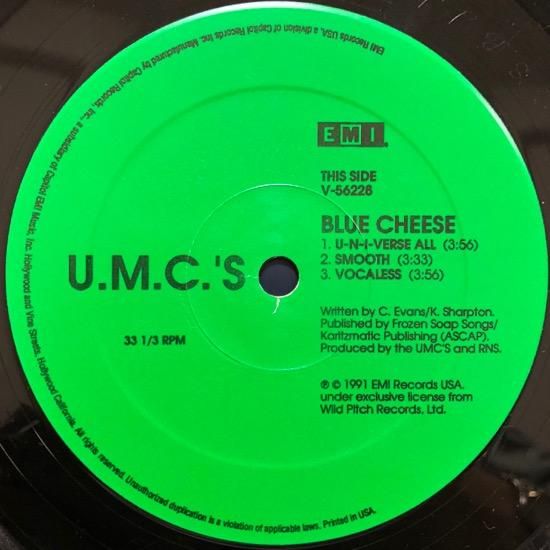 EMI Records USA, a division of Capitol Records Inc. Manufactured by Capitol Records, Inc., a subsidiary of Capitol EMI Music, Inc. Hollywood and Vine Streets, Hollywood California. All rights reserved. Unauthorized duplication is a violation of applicable laws. Printed in USA.
EMI.
THIS SIDE
V-56228
BLUE CHEESE
1. U-N-I-VERSE ALL (3:56)
2. SMOOTH (3:33)
3. VOCALESS (3:56)
U.M.C.'S
33 1/3 RPM
Written by C. Evans/K. Sharpton.
Published by Frozen Soap Songs/
Karitzmatic Publishing (ASCAP).
Produced by the UMC'S and RNS.
℗ © 1991 EMI Records USA.
under exclusive license from
Wild Pitch Records, Ltd.